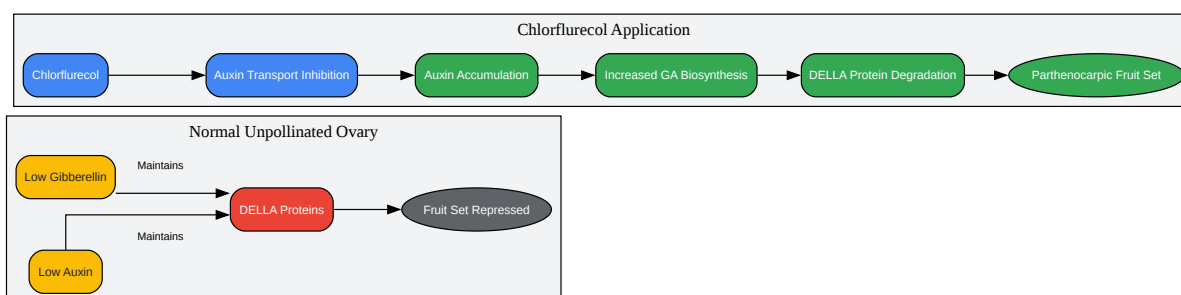 Chlorflurecol Application
Chlorflurecol
Auxin Transport Inhibition
Auxin Accumulation
Increased GA Biosynthesis
DELLA Protein Degradation
Parthenocarpic Fruit Set
Normal Unpollinated Ovary
Low Gibberellin
Maintains
DELLA Proteins
Fruit Set Repressed
Maintains
Low Auxin